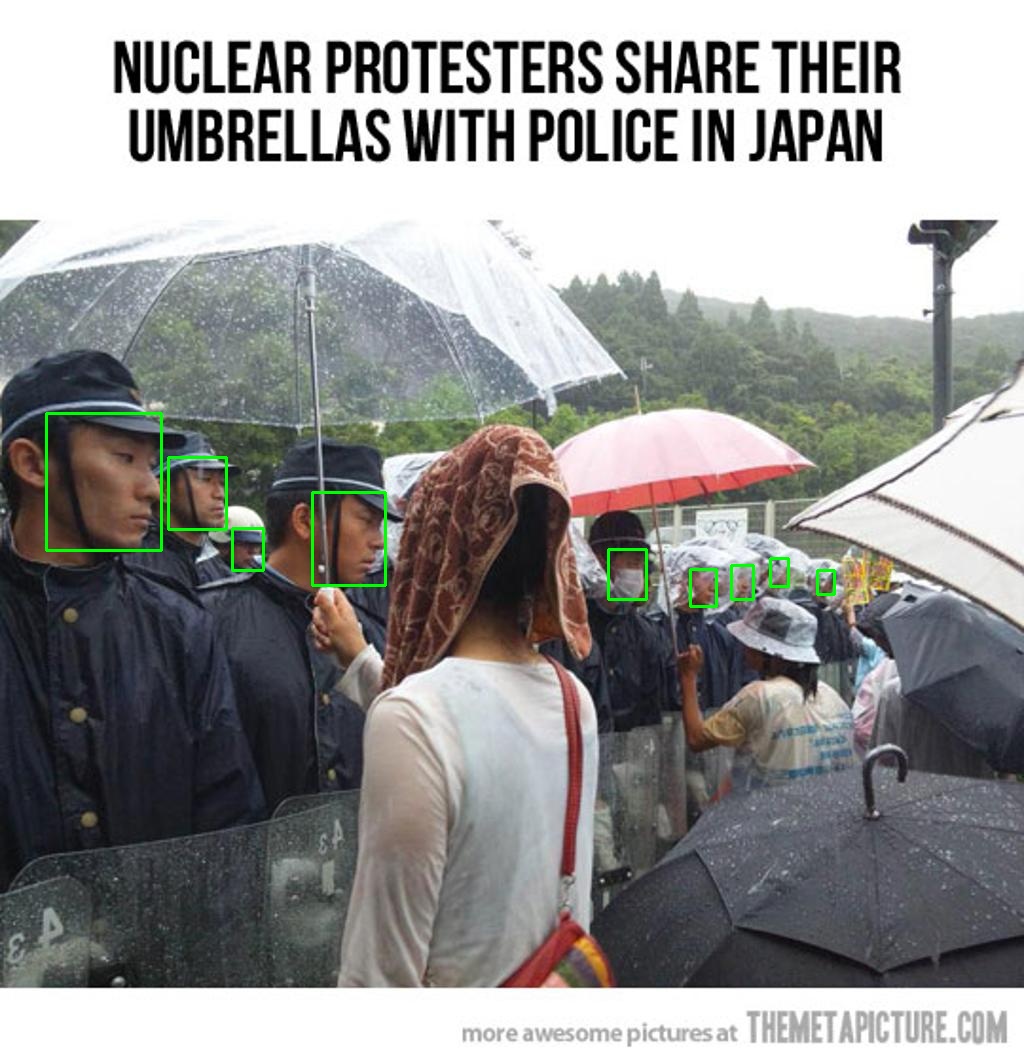 NUCLEAR PROTESTERS SHARE THEIR
UMBRELLAS WITH POLICE IN JAPAN
more awesome pictures at THEMETAPICTURE.COM